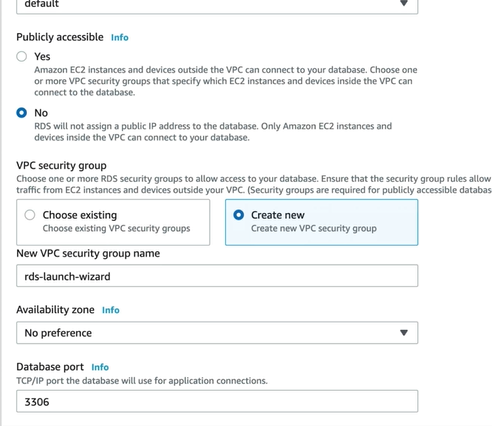 default
Publicly accessible Info
Yes
Amazon EC2 instances and devices outside the VPC can connect to your database. Choose one
or more VPC security groups that specify which EC2 instances and devices inside the VPC can
connect to the database.
No
RDS will not assign a public IP address to the database. Only Amazon EC2 instances and
devices inside the VPC can connect to your database.
VPC security group
Choose one or more RDS security groups to allow access to your database. Ensure that the security group rules allow
traffic from EC2 instances and devices outside your VPC. (Security groups are required for publicly accessible databas
Choose existing
Choose existing VPC security groups
Create new
Create new VPC security group
New VPC security group name
rds-launch-wizard
Availability zone Info
No preference
Database port Info
TCP/IP port the database will use for application connections.
3306